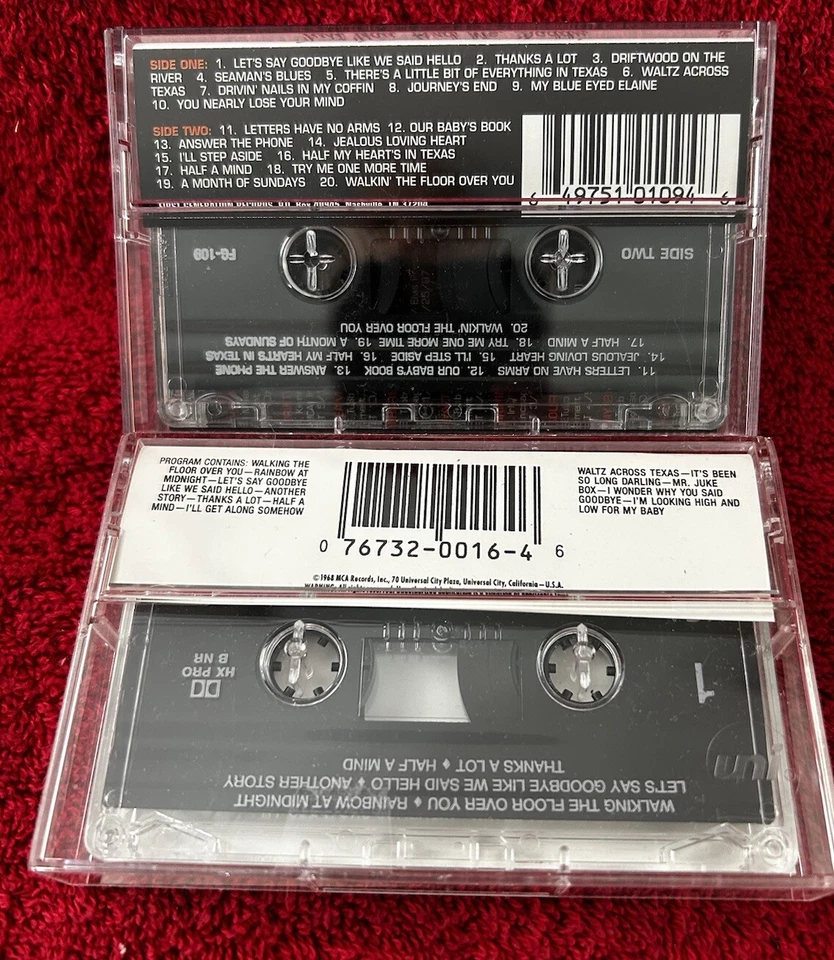 SIDE ONE: 1. LET'S SAY GOODBYE LIKE WE SAID HELLO 2. THANKS A LOT 3. DRIFTWOOD ON THE
RIVER 4. SEAMAN'S BLUES 5. THERE'S A LITTLE BIT OF EVERYTHING IN TEXAS 6. WALTZ ACROSS
TEXAS 7. DRIVIN' NAILS IN MY COFFIN 8. JOURNEY'S END 9. MY BLUE EYED ELAINE
10. YOU NEARLY LOSE YOUR MIND
SIDE TWO: 11. LETTERS HAVE NO ARMS 12. OUR BABY'S BOOK
13. ANSWER THE PHONE 14. JEALOUS LOVING HEART
15. I'LL STEP ASIDE 16. HALF MY HEART'S IN TEXAS
17. HALF A MIND 18. TRY ME ONE MORE TIME
19. A MONTH OF SUNDAYS 20. WALKIN' THE FLOOR OVER YOU
6 49751 01094 6
FIRST GENERATION RECORDS, P.O. Box 40945, Nashville, TN 37204
SIDE TWO
FG-109
11. LETTERS HAVE NO ARMS 12. OUR BABY'S BOOK 13. ANSWER THE PHONE
14. JEALOUS LOVING HEART 15. I'LL STEP ASIDE 16. HALF MY HEART'S IN TEXAS
17. HALF A MIND 18. TRY ME ONE MORE TIME 19. A MONTH OF SUNDAYS
20. WALKIN' THE FLOOR OVER YOU
PROGRAM CONTAINS: WALKING THE
FLOOR OVER YOU—RAINBOW AT
MIDNIGHT—LET'S SAY GOODBYE
LIKE WE SAID HELLO—ANOTHER
STORY—THANKS A LOT—HALF A
MIND—I'LL GET ALONG SOMEHOW
0 76732-0016-4 6
WALTZ ACROSS TEXAS—IT'S BEEN
SO LONG DARLING—MR. JUKE
BOX—I WONDER WHY YOU SAID
GOODBYE—I'M LOOKING HIGH AND
LOW FOR MY BABY
©1968 MCA Records, Inc., 70 Universal City Plaza, Universal City, California—U.S.A.
1
uni
HX PRO
B NR
WALKING THE FLOOR OVER YOU ♦ RAINBOW AT MIDNIGHT
LET'S SAY GOODBYE LIKE WE SAID HELLO ♦ ANOTHER STORY
THANKS A LOT ♦ HALF A MIND